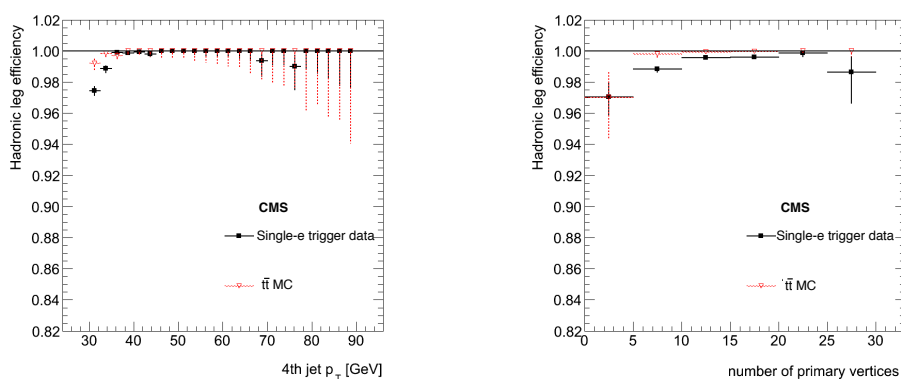 Hadronic leg efficiency
1.02
1.00
0.98
0.96
0.94
0.92
0.90
0.88
0.86
0.84
0.82
CMS
Single-e trigger data
tt̄ MC
30 40 50 60 70 80 90
4th jet p_T [GeV]
Hadronic leg efficiency
1.02
1.00
0.98
0.96
0.94
0.92
0.90
0.88
0.86
0.84
0.82
CMS
Single-e trigger data
tt̄ MC
0 5 10 15 20 25 30
number of primary vertices